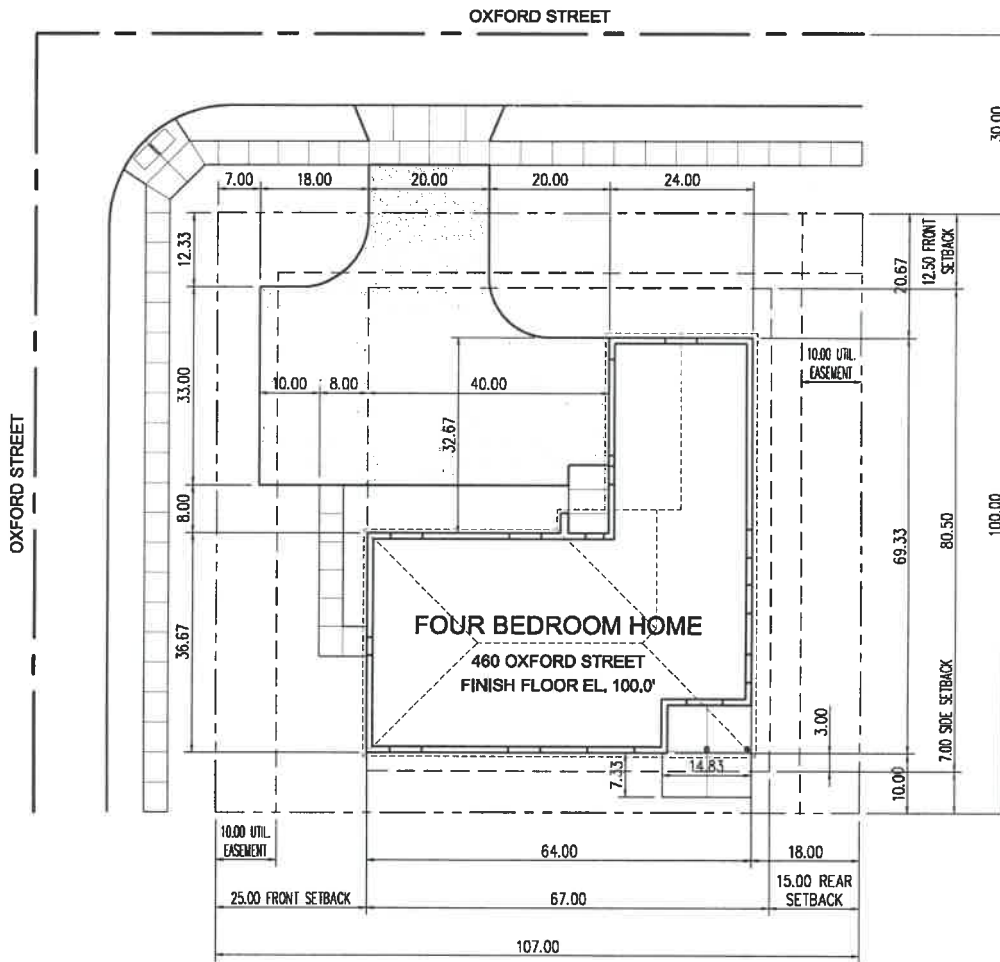 OXFORD STREET
30.00
7.00
18.00
20.00
20.00
24.00
12.33
20.67
12.50 FRONT
SETBACK
10.00 UTIL.
EASEMENT
33.00
10.00
8.00
40.00
32.67
OXFORD STREET
8.00
69.33
80.50
100.00
36.67
FOUR BEDROOM HOME
460 OXFORD STREET
FINISH FLOOR EL. 100.0'
7.00 SIDE SETBACK
3.00
7.33
14.83
10.00
10.00 UTIL.
EASEMENT
64.00
18.00
25.00 FRONT SETBACK
67.00
15.00 REAR
SETBACK
107.00